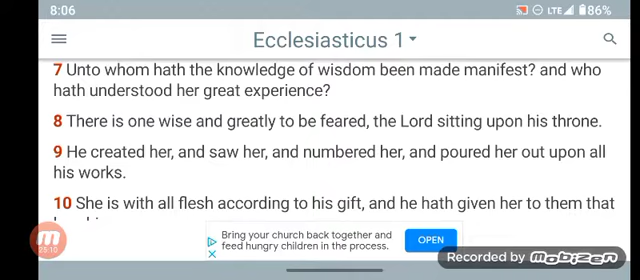 8:06
LTE 86%
Ecclesiasticus 1
7 Unto whom hath the knowledge of wisdom been made manifest? and who
hath understood her great experience?
8 There is one wise and greatly to be feared, the Lord sitting upon his throne.
9 He created her, and saw her, and numbered her, and poured her out upon all
his works.
10 She is with all flesh according to his gift, and he hath given her to them that
Bring your church back together and
feed hungry children in the process.
OPEN
M
25:10
Recorded by mobizen